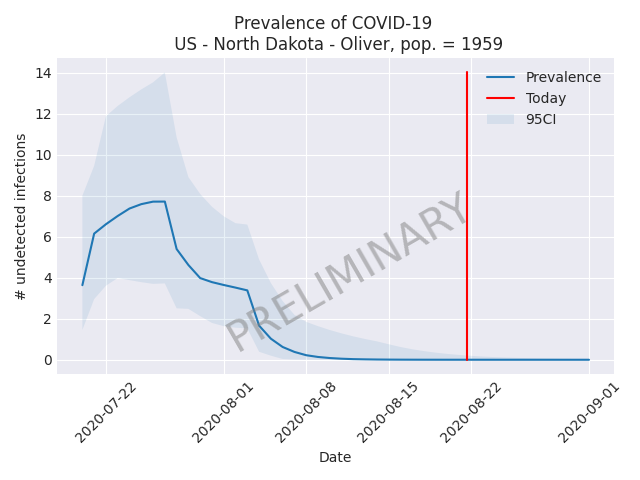 Prevalence of COVID-19
US - North Dakota - Oliver, pop. = 1959
14
12
10
8
6
4
2
0
# undetected infections
Prevalence
Today
95CI
PRELIMINARY
2020-07-22
2020-08-01
2020-08-08
2020-08-15
2020-08-22
2020-09-01
Date